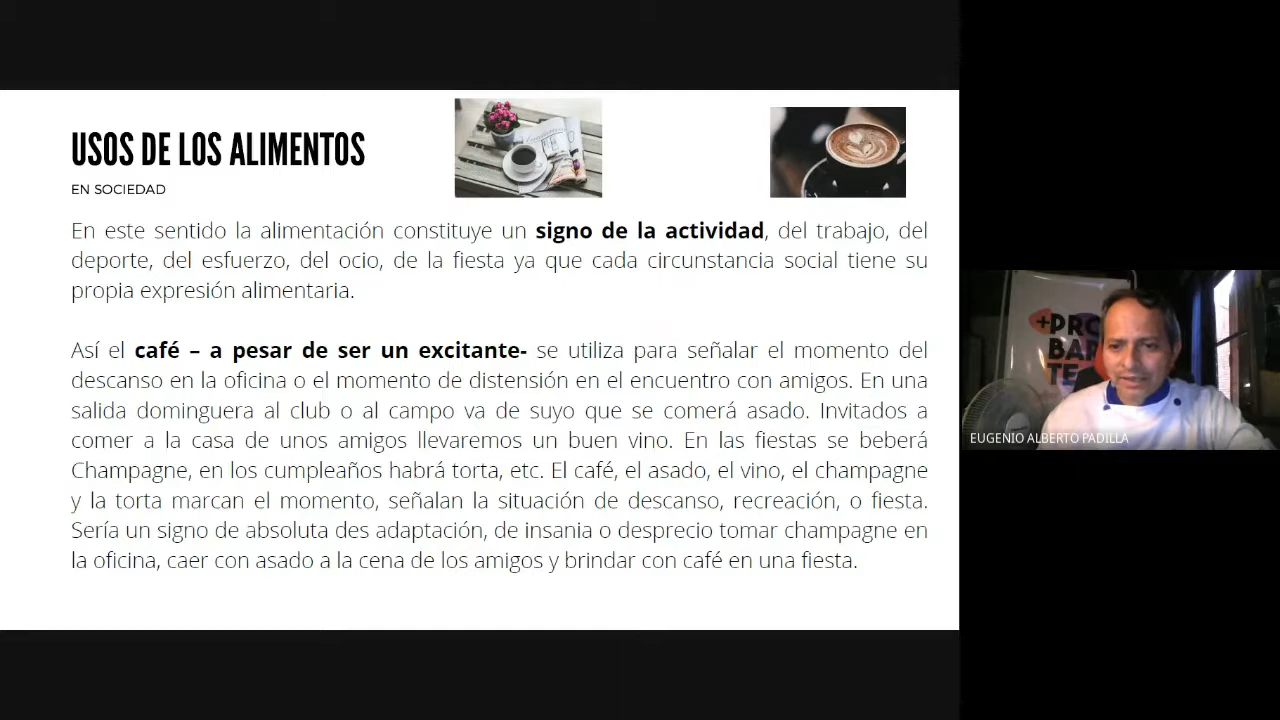 USOS DE LOS ALIMENTOS
EN SOCIEDAD
En este sentido la alimentación constituye un signo de la actividad, del trabajo, del
deporte, del esfuerzo, del ocio, de la fiesta ya que cada circunstancia social tiene su
propia expresión alimentaria.
Así el café – a pesar de ser un excitante- se utiliza para señalar el momento del
descanso en la oficina o el momento de distensión en el encuentro con amigos. En una
salida dominguera al club o al campo va de suyo que se comerá asado. Invitados a
comer a la casa de unos amigos llevaremos un buen vino. En las fiestas se beberá
Champagne, en los cumpleaños habrá torta, etc. El café, el asado, el vino, el champagne
y la torta marcan el momento, señalan la situación de descanso, recreación, o fiesta.
Sería un signo de absoluta des adaptación, de insania o desprecio tomar champagne en
la oficina, caer con asado a la cena de los amigos y brindar con café en una fiesta.
+PRO
BAR
TE
EUGENIO ALBERTO PADILLA